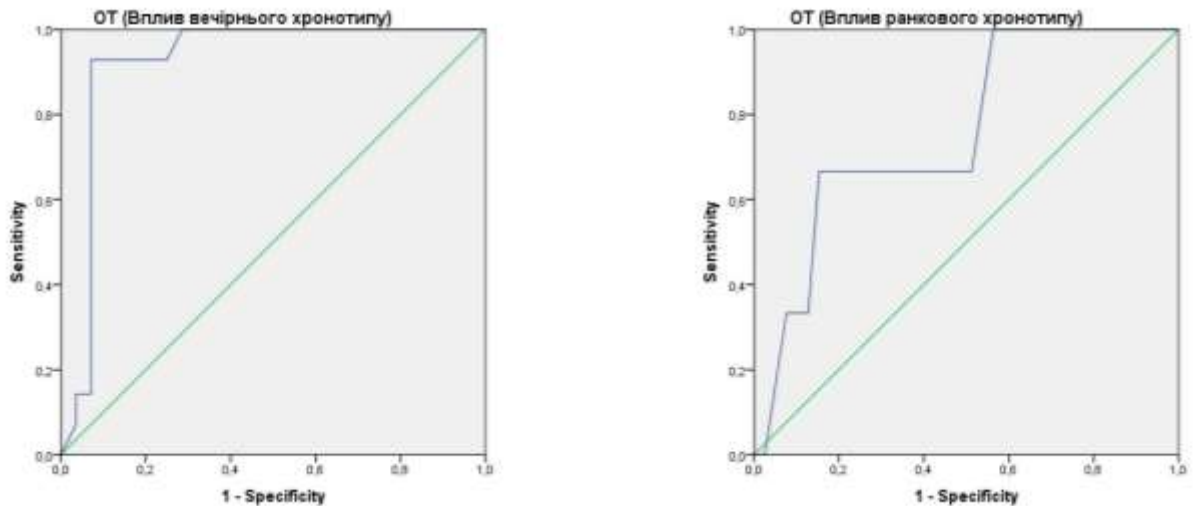 ОТ (Вплив вечірнього хронотипу)
1,0
0,8
0,6
0,4
0,2
0,0
Sensitivity
0,0 0,2 0,4 0,6 0,8 1,0
1 - Specificity
ОТ (Вплив ранкового хронотипу)
1,0
0,8
0,6
0,4
0,2
0,0
Sensitivity
0,0 0,2 0,4 0,6 0,8 1,0
1 - Specificity